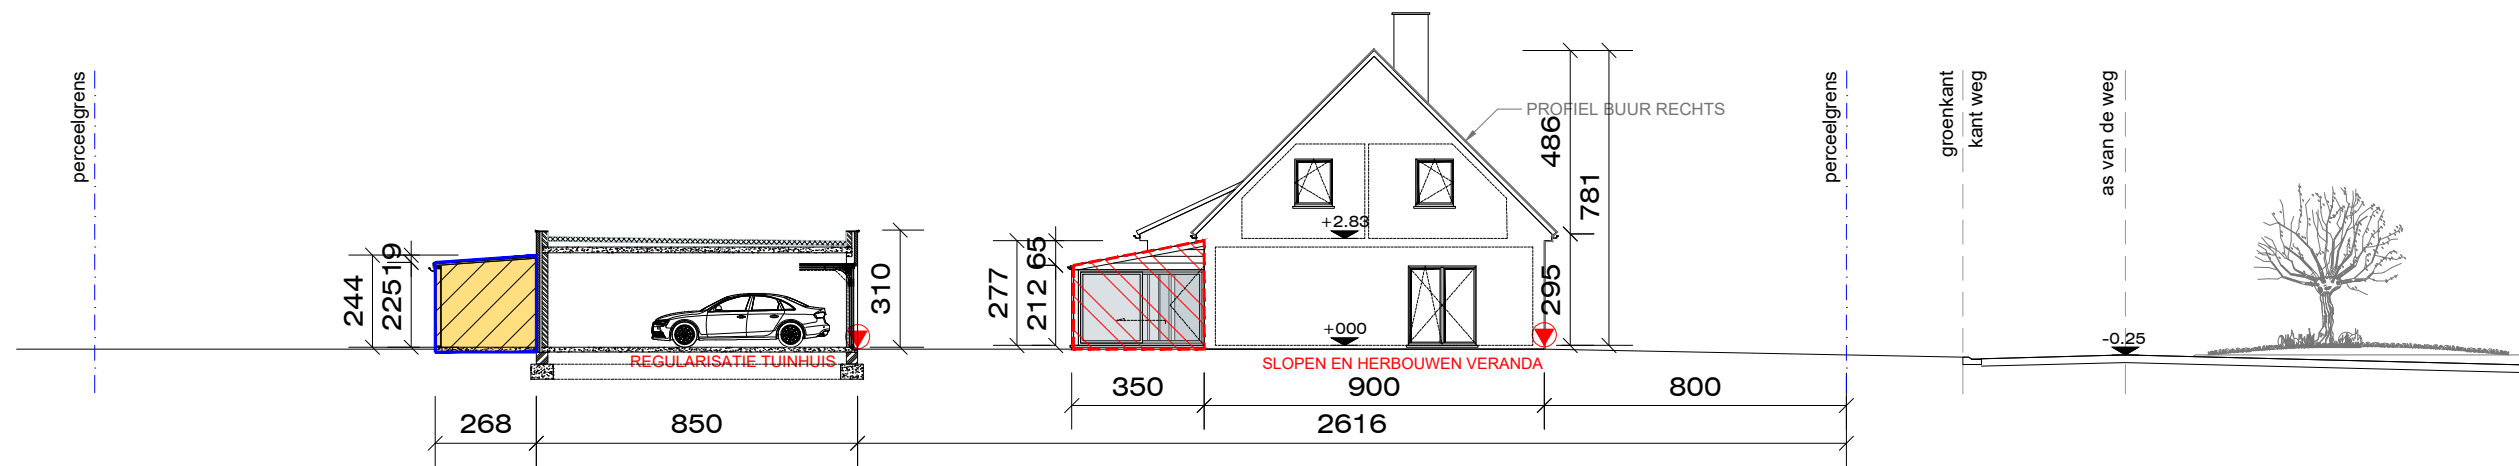 perceelgrens
244
225
19
310
REGULARISATIE TUINHUIS
268
850
277
212
65
+2.83
+000
PROFIEL BUUR RECHTS
486
781
295
SLOPEN EN HERBOUWEN VERANDA
350
900
800
2616
perceelgrens
groenkant
kant weg
as van de weg
-0.25